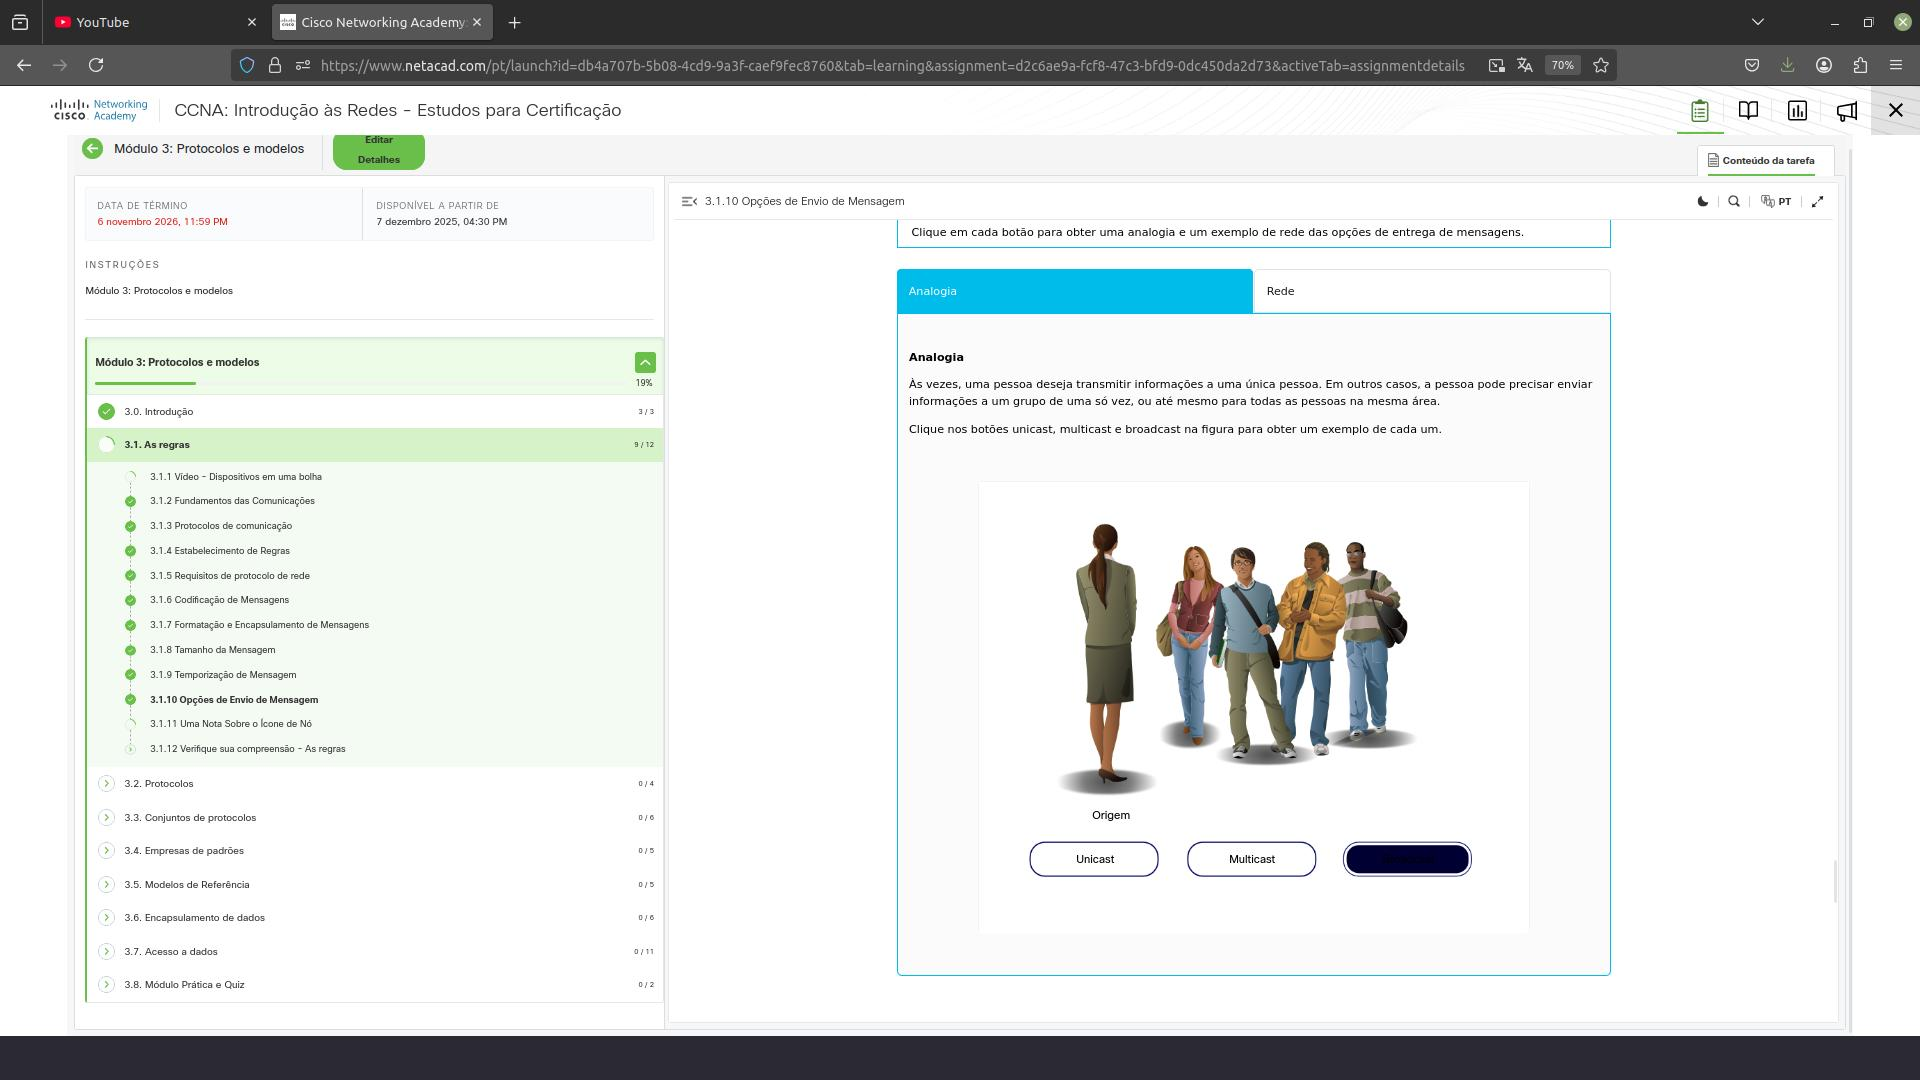 YouTube
Cisco Networking Academy:
https://www.netacad.com/pt/launch?id=db4a707b-5b08-4cd9-9a3f-caef9fec8760&tab=learning&assignment=d2c6ae9a-fcf8-47c3-bfd9-0dc450da2d73&activeTab=assignmentdetails
70%
CISCO Networking Academy
CCNA: Introdução às Redes - Estudos para Certificação
Módulo 3: Protocolos e modelos
Editar
Detalhes
Conteúdo da tarefa
DATA DE TÉRMINO
6 novembro 2026, 11:59 PM
DISPONÍVEL A PARTIR DE
7 dezembro 2025, 04:30 PM
INSTRUÇÕES
Módulo 3: Protocolos e modelos
Módulo 3: Protocolos e modelos
19%
3.0. Introdução 3 / 3
3.1. As regras 9 / 12
3.1.1 Vídeo - Dispositivos em uma bolha
3.1.2 Fundamentos das Comunicações
3.1.3 Protocolos de comunicação
3.1.4 Estabelecimento de Regras
3.1.5 Requisitos de protocolo de rede
3.1.6 Codificação de Mensagens
3.1.7 Formatação e Encapsulamento de Mensagens
3.1.8 Tamanho da Mensagem
3.1.9 Temporização de Mensagem
3.1.10 Opções de Envio de Mensagem
3.1.11 Uma Nota Sobre o Ícone de Nó
3.1.12 Verifique sua compreensão - As regras
3.2. Protocolos 0 / 4
3.3. Conjuntos de protocolos 0 / 6
3.4. Empresas de padrões 0 / 5
3.5. Modelos de Referência 0 / 5
3.6. Encapsulamento de dados 0 / 6
3.7. Acesso a dados 0 / 11
3.8. Módulo Prática e Quiz 0 / 2
3.1.10 Opções de Envio de Mensagem
PT
Clique em cada botão para obter uma analogia e um exemplo de rede das opções de entrega de mensagens.
Analogia
Rede
Analogia
Às vezes, uma pessoa deseja transmitir informações a uma única pessoa. Em outros casos, a pessoa pode precisar enviar
informações a um grupo de uma só vez, ou até mesmo para todas as pessoas na mesma área.
Clique nos botões unicast, multicast e broadcast na figura para obter um exemplo de cada um.
Origem
Unicast
Multicast